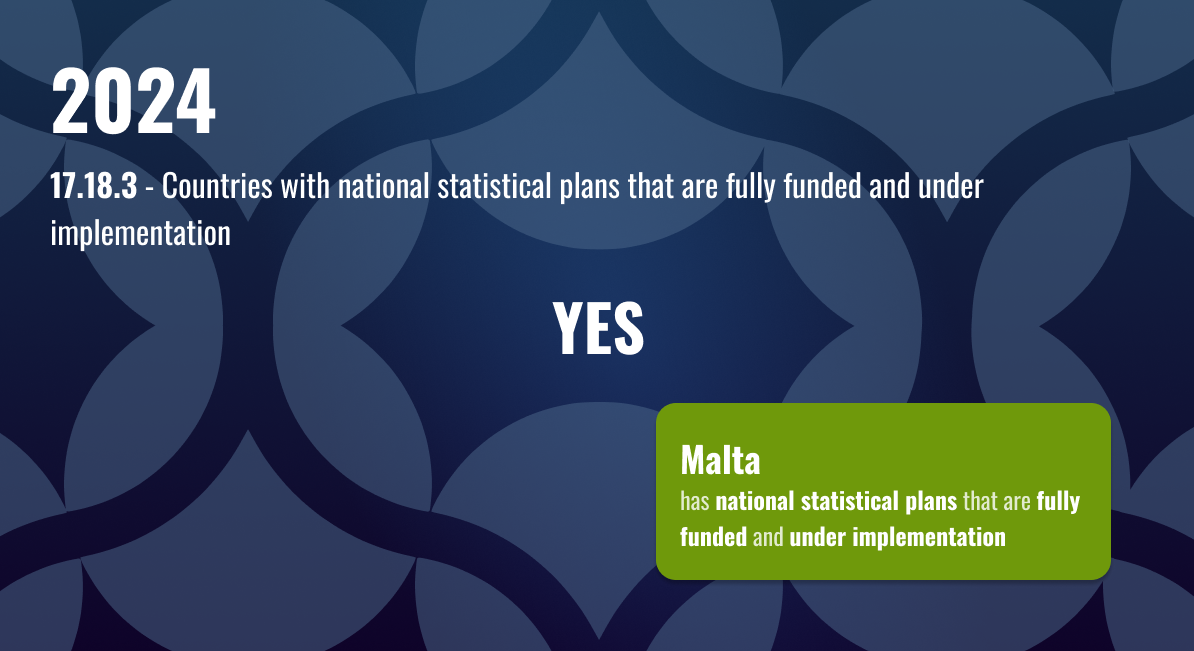 2024
17.18.3 - Countries with national statistical plans that are fully funded and under
implementation
YES
Malta
has national statistical plans that are fully
funded and under implementation